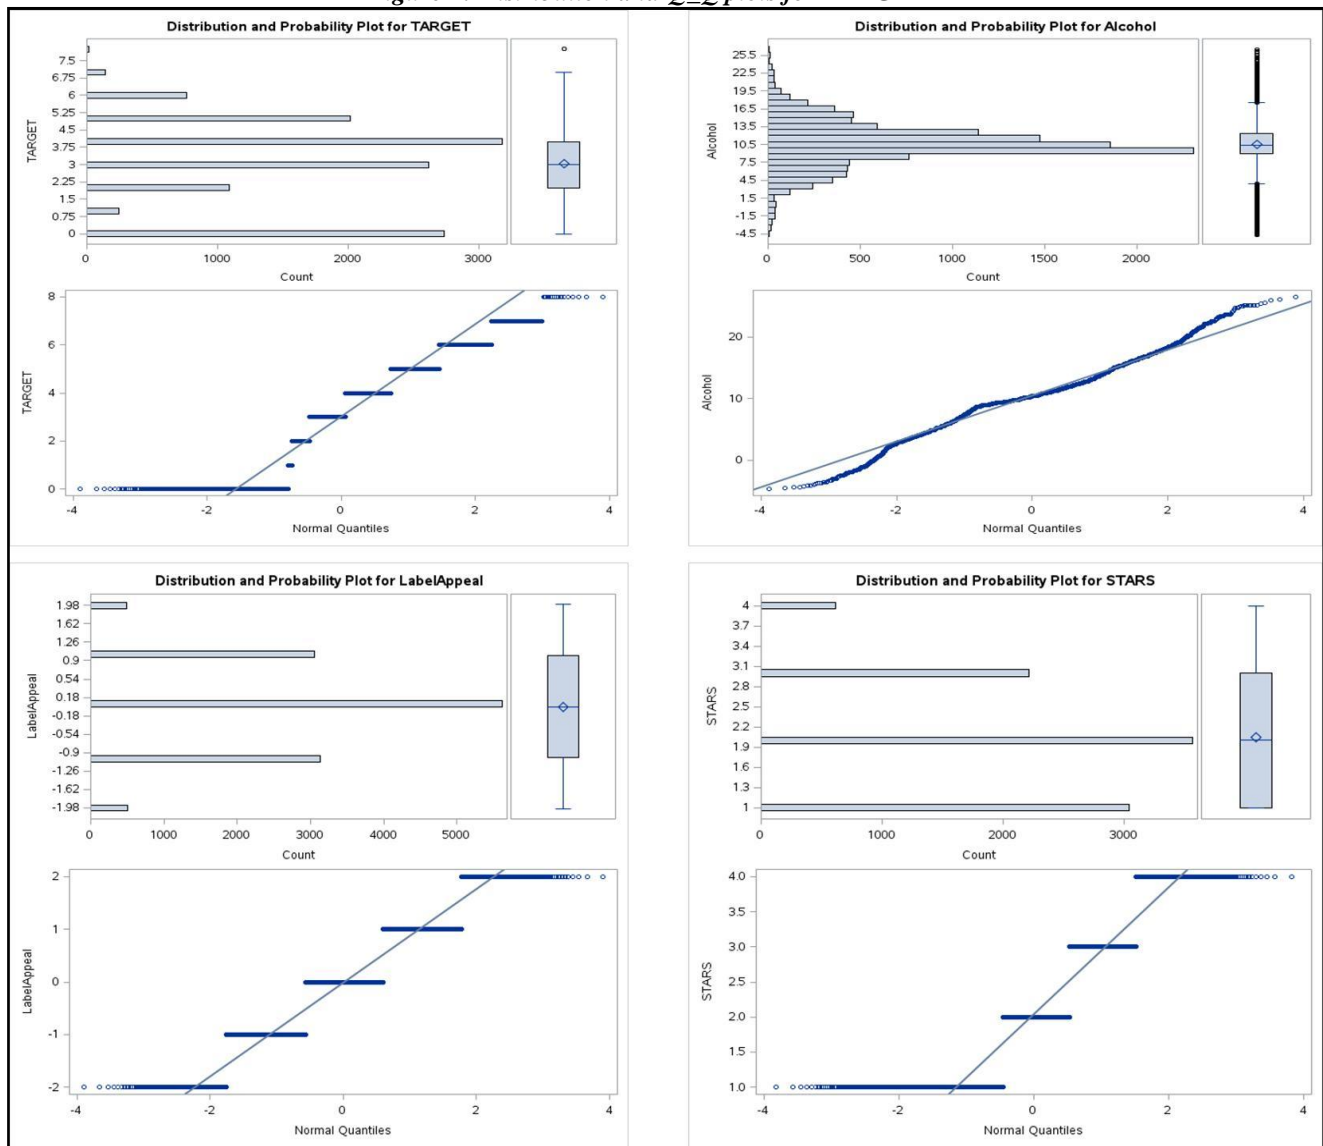 Distribution and Probability Plot for TARGET
TARGET
7.5
6.75
6
5.25
4.5
3.75
3
2.25
1.5
0.75
0
0 1000 2000 3000
Count
TARGET
8
6
4
2
0
-4 -2 0 2 4
Normal Quantiles
Distribution and Probability Plot for Alcohol
Alcohol
25.5
22.5
19.5
16.5
13.5
10.5
7.5
4.5
1.5
-1.5
-4.5
0 500 1000 1500 2000
Count
Alcohol
20
10
0
-4 -2 0 2 4
Normal Quantiles
Distribution and Probability Plot for LabelAppeal
LabelAppeal
1.98
1.62
1.26
0.9
0.54
0.18
-0.18
-0.54
-0.9
-1.26
-1.62
-1.98
0 1000 2000 3000 4000 5000
Count
LabelAppeal
2
1
0
-1
-2
-4 -2 0 2 4
Normal Quantiles
Distribution and Probability Plot for STARS
STARS
4
3.7
3.4
3.1
2.8
2.5
2.2
1.9
1.6
1.3
1
0 1000 2000 3000
Count
STARS
4.0
3.5
3.0
2.5
2.0
1.5
1.0
-4 -2 0 2 4
Normal Quantiles